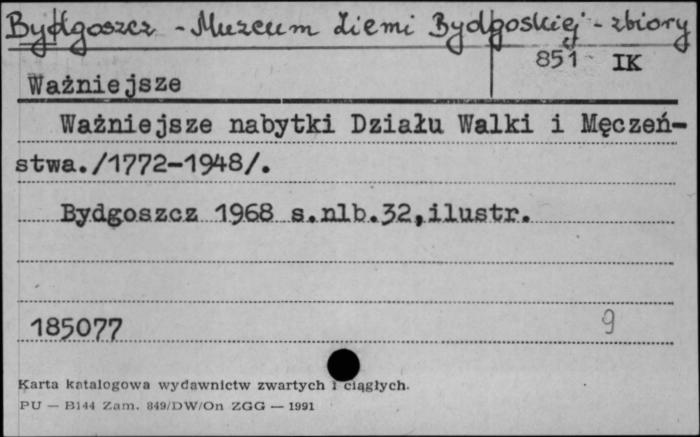 Bydgoszcz - Muzeum Ziemi Bydgoskiej - zbiory
851 IK
Ważniejsze
Ważniejsze nabytki Działu Walki i Męczeń-
stwa./1772-1948/.
Bydgoszcz 1968 s.nlb.32,ilustr.
185077 9
Karta katalogowa wydawnictw zwartych i ciągłych.
PU — B144 Zam. 849/DW/On ZGG — 1991